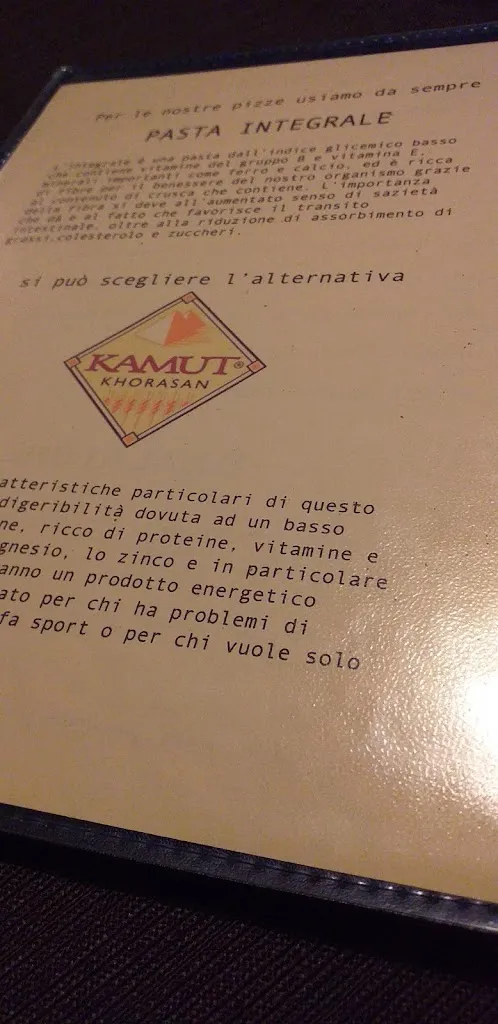 Per le nostre pizze usiamo da sempre
PASTA INTEGRALE
L'integrale è una pasta dall'indice glicemico basso
che contiene vitamine del gruppo B e vitamina E,
minerali importanti come ferro e calcio, ed è ricca
di fibre per il benessere del nostro organismo grazie
al contenuto di crusca che contiene. L'importanza
della fibra si deve all'aumentato senso di sazietà
che dà e al fatto che favorisce il transito
intestinale, oltre alla riduzione di assorbimento di
grassi,colesterolo e zuccheri.
si può scegliere l'alternativa
KAMUT®
KHORASAN
atteristiche particolari di questo
digeribilità dovuta ad un basso
ne, ricco di proteine, vitamine e
gnesio, lo zinco e in particolare
anno un prodotto energetico
ato per chi ha problemi di
fa sport o per chi vuole solo